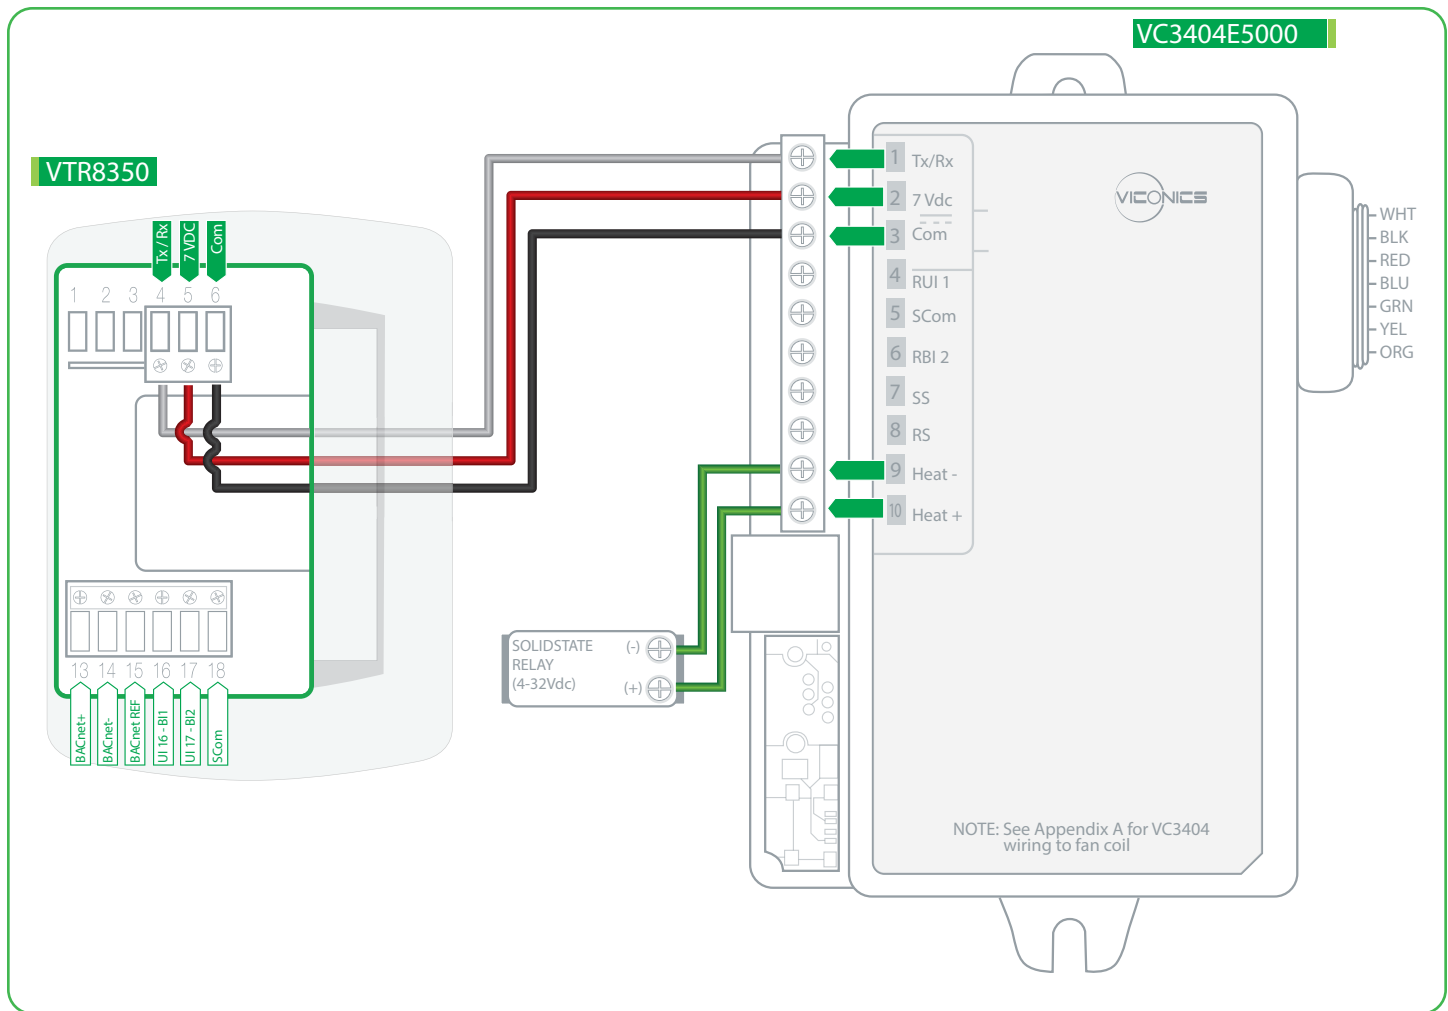 VC3404E5000
VTR8350
Tx / Rx
7 VDC
Com
1
2
3
4
5
6
13
14
15
16
17
18
BACnet+
BACnet-
BACnet REF
UI 16 - BI1
UI 17 - BI2
SCom
SOLIDSTATE
RELAY
(4-32Vdc)
(-)
(+)
1 Tx/Rx
2 7 Vdc
3 Com
4 RUI 1
5 SCom
6 RBI 2
7 SS
8 RS
9 Heat -
10 Heat +
VICONICS
WHT
BLK
RED
BLU
GRN
YEL
ORG
NOTE: See Appendix A for VC3404
wiring to fan coil